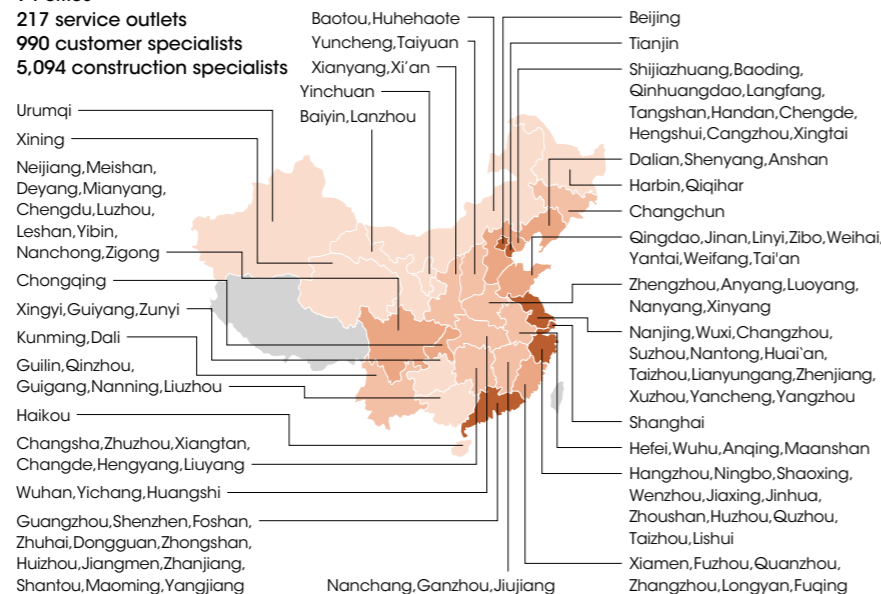 217 service outlets
990 customer specialists
5,094 construction specialists
Urumqi
Xining
Neijiang,Meishan,
Deyang,Mianyang,
Chengdu,Luzhou,
Leshan,Yibin,
Nanchong,Zigong
Chongqing
Xingyi,Guiyang,Zunyi
Kunming,Dali
Guilin,Qinzhou,
Guigang,Nanning,Liuzhou
Haikou
Changsha,Zhuzhou,Xiangtan,
Changde,Hengyang,Liuyang
Wuhan,Yichang,Huangshi
Guangzhou,Shenzhen,Foshan,
Zhuhai,Dongguan,Zhongshan,
Huizhou,Jiangmen,Zhanjiang,
Shantou,Maoming,Yangjiang
Baotou,Huhehaote
Yuncheng,Taiyuan
Xianyang,Xi'an
Yinchuan
Baiyin,Lanzhou
Nanchang,Ganzhou,Jiujiang
Beijing
Tianjin
Shijiazhuang,Baoding,
Qinhuangdao,Langfang,
Tangshan,Handan,Chengde,
Hengshui,Cangzhou,Xingtai
Dalian,Shenyang,Anshan
Harbin,Qiqihar
Changchun
Qingdao,Jinan,Linyi,Zibo,Weihai,
Yantai,Weifang,Tai'an
Zhengzhou,Anyang,Luoyang,
Nanyang,Xinyang
Nanjing,Wuxi,Changzhou,
Suzhou,Nantong,Huai`an,
Taizhou,Lianyungang,Zhenjiang,
Xuzhou,Yancheng,Yangzhou
Shanghai
Hefei,Wuhu,Anqing,Maanshan
Hangzhou,Ningbo,Shaoxing,
Wenzhou,Jiaxing,Jinhua,
Zhoushan,Huzhou,Quzhou,
Taizhou,Lishui
Xiamen,Fuzhou,Quanzhou,
Zhangzhou,Longyan,Fuqing